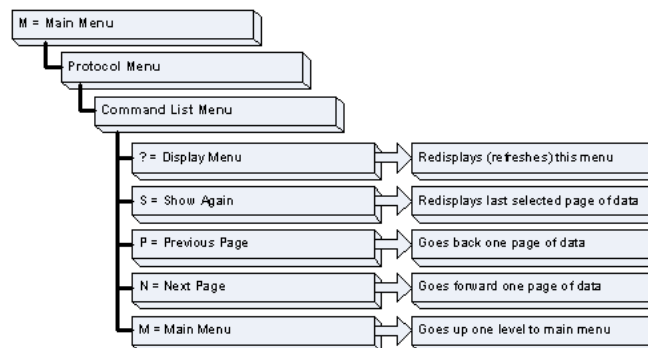 M = Main Menu
Protocol Menu
Command List Menu
? = Display Menu
Redisplays (refreshes) this menu
S = Show Again
Redisplays last selected page of data
P = Previous Page
Goes back one page of data
N = Next Page
Goes forward one page of data
M = Main Menu
Goes up one level to main menu